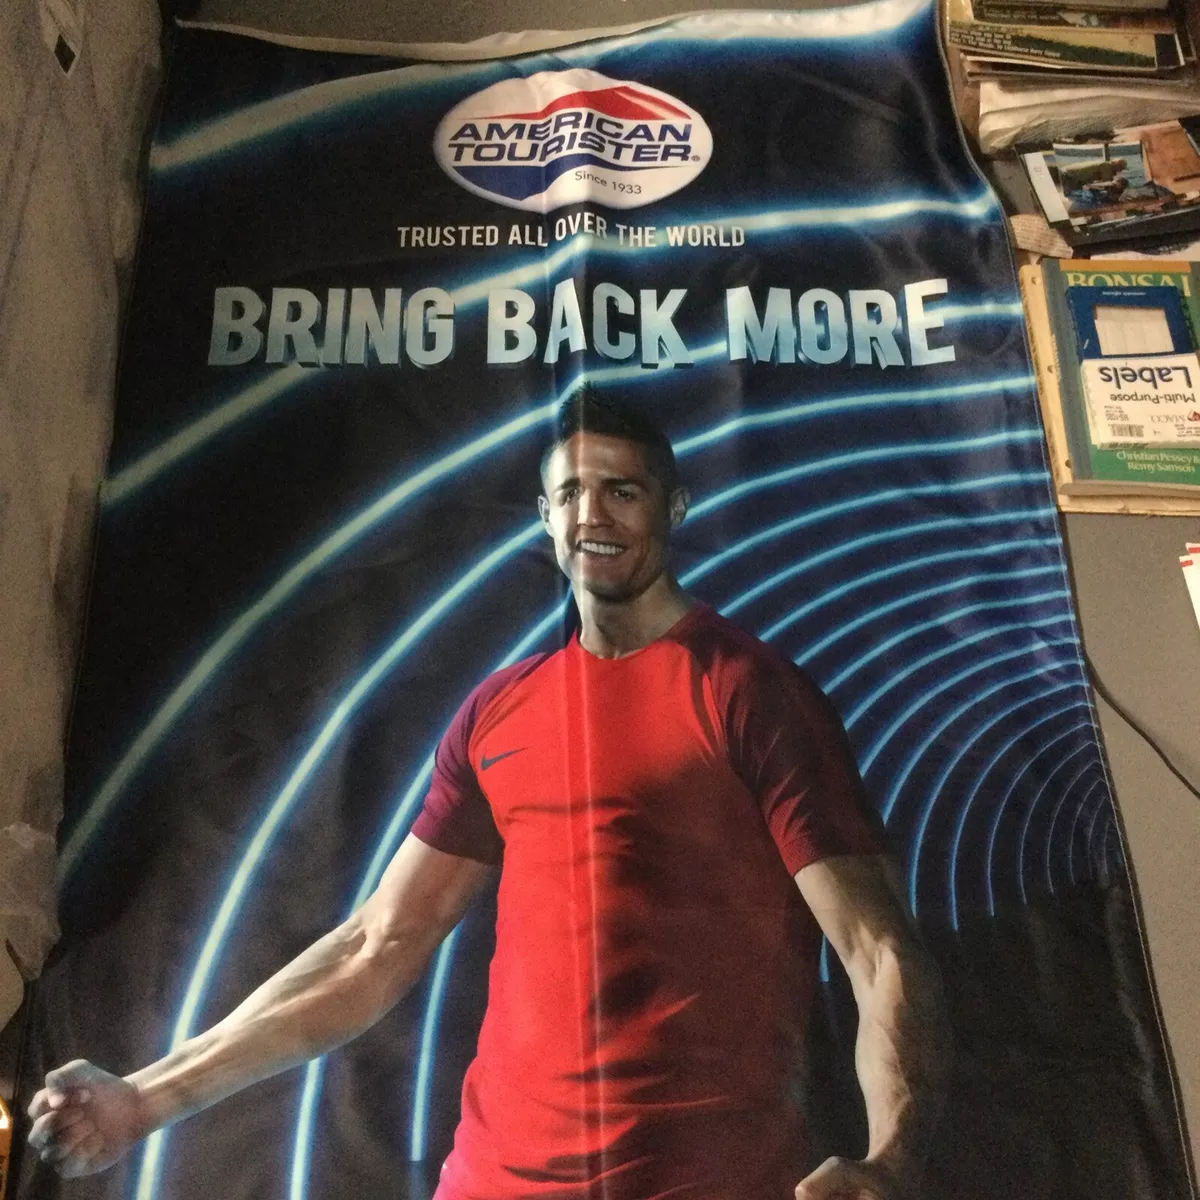 AMERICAN
TOURISTER®
Since 1933
TRUSTED ALL OVER THE WORLD
BRING BACK MORE
BONSAI
Labels
Multi-Purpose
MACO
Christian Pessey &
Rémy Samson